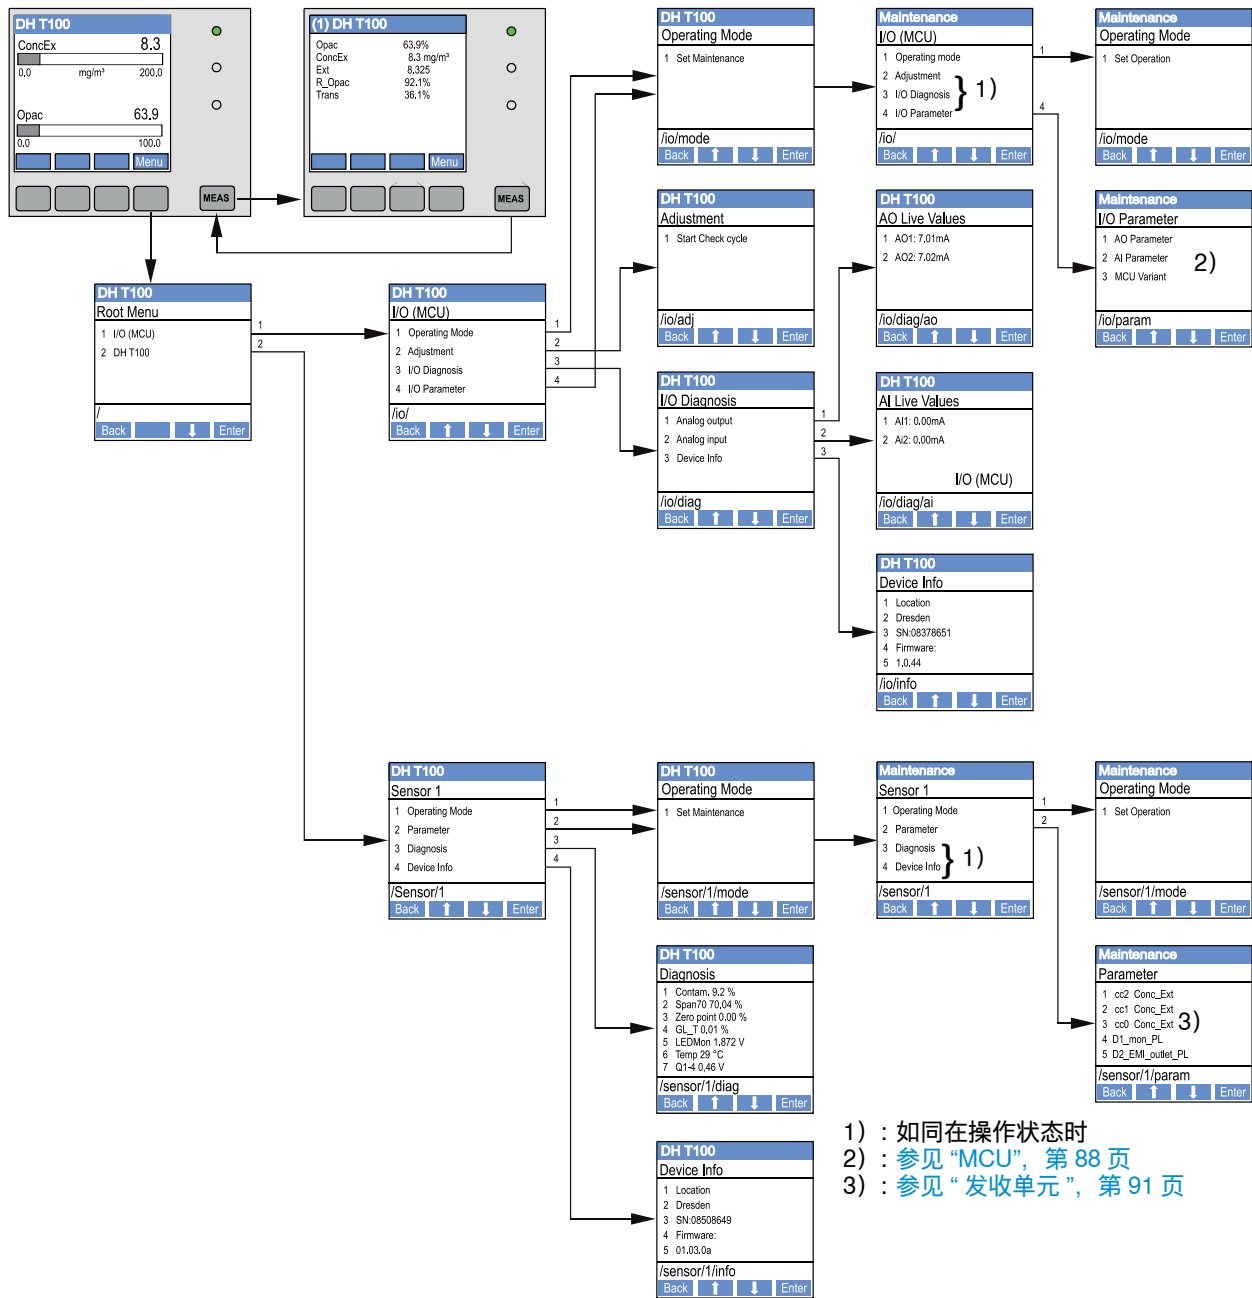 DH T100
ConcEx 8.3
0,0 mg/m³ 200,0
Opac 63.9
0.0 100.0
Menu
MEAS
(1) DH T100
Opac 63.9%
ConcEx 8.3 mg/m³
Ext 8.325
R_Opac 92.1%
Trans 36.1%
Menu
MEAS
DH T100
Operating Mode
1 Set Maintenance
/io/mode
Back Enter
Maintenance
I/O (MCU)
1 Operating mode
2 Adjustment
3 I/O Diagnosis
4 I/O Parameter
} 1)
/io/
Back Enter
1
4
Maintenance
Operating Mode
1 Set Operation
/io/mode
Back Enter
DH T100
Adjustment
1 Start Check cycle
/io/adj
Back Enter
DH T100
AO Live Values
1 AO1: 7,01mA
2 AO2: 7.02mA
/io/diag/ao
Back Enter
Maintenance
I/O Parameter
1 AO Parameter
2 AI Parameter
3 MCU Variant
2)
/io/param
Back Enter
DH T100
Root Menu
1 I/O (MCU)
2 DH T100
/
Back Enter
1
2
DH T100
I/O (MCU)
1 Operating Mode
2 Adjustment
3 I/O Diagnosis
4 I/O Parameter
/io/
Back Enter
1
2
3
4
DH T100
I/O Diagnosis
1 Analog output
2 Analog input
3 Device Info
/io/diag
Back Enter
1
2
3
DH T100
AI Live Values
1 AI1: 0.00mA
2 Ai2: 0.00mA
I/O (MCU)
/io/diag/ai
Back Enter
DH T100
Device Info
1 Location
2 Dresden
3 SN:08378651
4 Firmware:
5 1.0.44
/io/info
Back Enter
DH T100
Sensor 1
1 Operating Mode
2 Parameter
3 Diagnosis
4 Device Info
/Sensor/1
Back Enter
1
2
3
4
DH T100
Operating Mode
1 Set Maintenance
/sensor/1/mode
Back Enter
Maintenance
Sensor 1
1 Operating Mode
2 Parameter
3 Diagnosis
4 Device Info
} 1)
/sensor/1
Back Enter
1
2
Maintenance
Operating Mode
1 Set Operation
/sensor/1/mode
Back Enter
DH T100
Diagnosis
1 Contam. 9.2 %
2 Span70 70,04 %
3 Zero point 0.00 %
4 GL_T 0,01 %
5 LEDMon 1.872 V
6 Temp 29 °C
7 Q1-4 0,46 V
/sensor/1/diag
Back Enter
Maintenance
Parameter
1 cc2 Conc_Ext
2 cc1 Conc_Ext
3 cc0 Conc_Ext
4 D1_mon_PL
5 D2_EMI_outlet_PL
3)
/sensor/1/param
Back Enter
DH T100
Device Info
1 Location
2 Dresden
3 SN:08508649
4 Firmware:
5 01.03.0a
/sensor/1/info
Back Enter
1) : 如同在操作状态时
2) : 参见 “MCU”, 第 88 页
3) : 参见 “ 发收单元 ”, 第 91 页